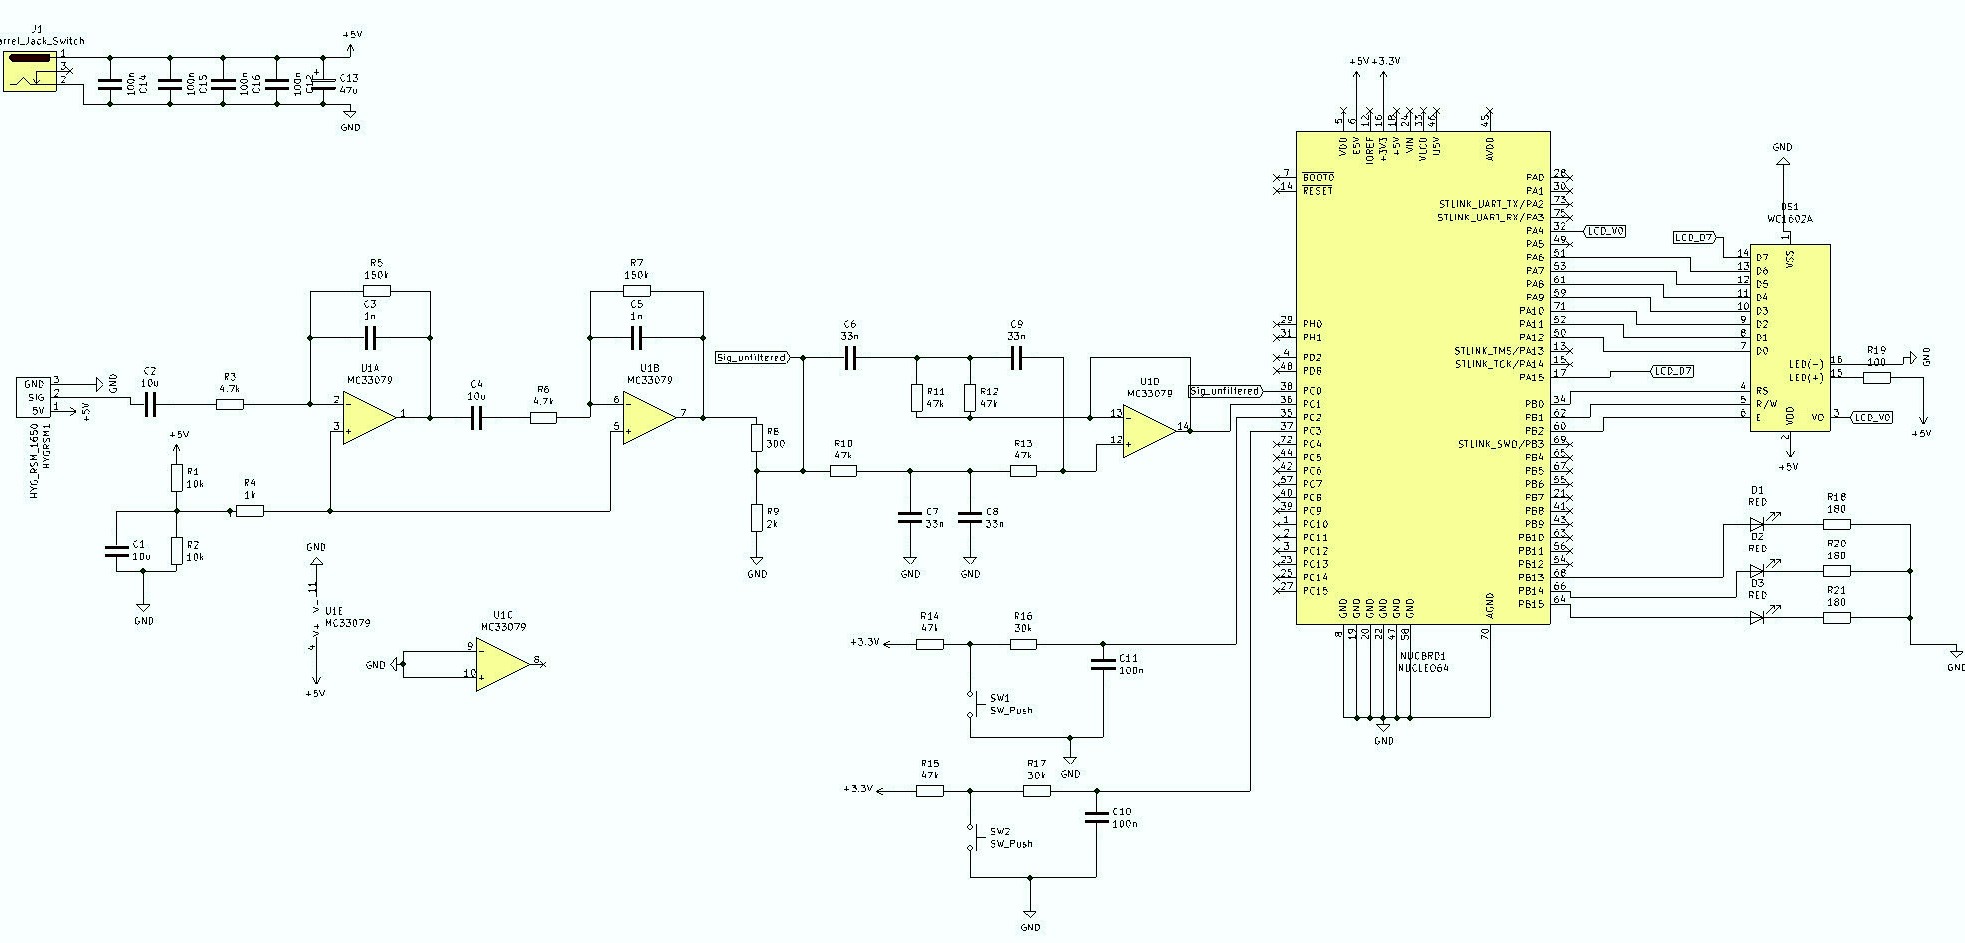 J1
arrel_Jack_Switch
1
3
2
100n
C14
100n
C15
100n
C16
100n
C12
+
C13
47u
+5V
GND
GND 3
SIG 2
5V 1
GND
+5V
HYG_RSM_1650
HYGRSM1
C2
10u
R3
4.7k
+5V
R1
10k
R4
1k
C1
10u
R2
10k
GND
R5
150k
C3
1n
U1A
MC33079
2
3
1
C4
10u
R6
4.7k
R7
150k
C5
1n
U1B
MC33079
6
5
7
R8
300
R9
2k
GND
GND
11
V-
U1E
MC33079
V+
4
+5V
U1C
MC33079
GND
9
10
8
Sig_unfiltered
C6
33n
C9
33n
R11
47k
R12
47k
R10
47k
R13
47k
C7
33n
C8
33n
GND
GND
U1D
MC33079
13
12
14
Sig_unfiltered
R14
47k
R16
30k
+3.3V
C11
100n
SW1
SW_Push
GND
R15
47k
R17
30k
+3.3V
C10
100n
SW2
SW_Push
GND
+5V
+3.3V
5 VDD
6 E5V
12 IOREF
16 +3V3
18 +5V
24 VIN
33 VLCD
46 U5V
45 AVDD
7 BOOT0
14 RESET
29 PH0
31 PH1
4 PD2
48 PD8
38 PC0
36 PC1
35 PC2
37 PC3
72 PC4
44 PC5
42 PC6
57 PC7
40 PC8
39 PC9
1 PC10
2 PC11
3 PC12
23 PC13
25 PC14
27 PC15
PA0 28
PA1 30
STLINK_UART_TX/PA2 73
STLINK_UART_RX/PA3 75
PA4 32
PA5 49
PA6 51
PA7 53
PA8 61
PA9 59
PA10 71
PA11 52
PA12 50
STLINK_TMS/PA13 13
STLINK_TCK/PA14 15
PA15 17
PB0 34
PB1 62
PB2 60
STLINK_SWO/PB3 69
PB4 65
PB5 67
PB6 55
PB7 21
PB8 41
PB9 43
PB10 63
PB11 56
PB12 54
PB13 68
PB14 66
PB15 64
GND 8
GND 19
GND 20
GND 22
GND 47
GND 58
AGND 70
NUCBRD1
NUCLEO64
GND
LCD_V0
LCD_D7
LCD_D7
GND
DS1
WC1602A
1
VSS
14 D7
13 D6
12 D5
11 D4
10 D3
9 D2
8 D1
7 D0
4 RS
5 R/W
6 E
LED(-) 16
LED(+) 15
VO 3
VDD
2
+5V
LCD_V0
R19
100
GND
+5V
D1
RED
R18
180
D2
RED
R20
180
D3
RED
R21
180
GND